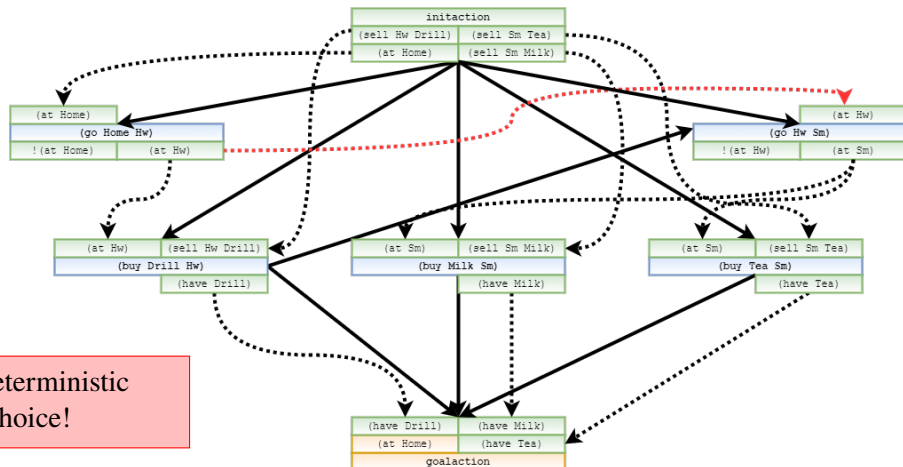 initaction
(sell Hw Drill) (sell Sm Tea)
(at Home) (sell Sm Milk)
(at Home) (at Hw)
(go Home Hw) (go Hw Sm)
!(at Home) (at Hw) !(at Hw) (at Sm)
(at Hw) (sell Hw Drill) (at Sm) (sell Sm Milk) (at Sm) (sell Sm Tea)
(buy Drill Hw) (buy Milk Sm) (buy Tea Sm)
(have Drill) (have Milk) (have Tea)
eterministic
hoice!
(have Drill) (have Milk)
(at Home) (have Tea)
goalaction